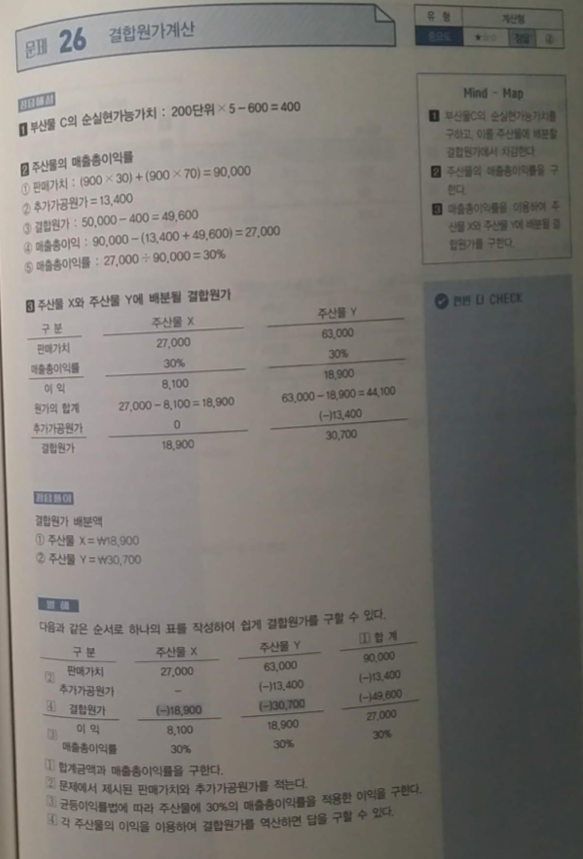 문제 26 결합원가계산
유 형 계산형
중요도 ★☆☆ 정답 ②
정답해설
1 부산물 C의 순실현가능가치 : 200단위×5-600=400
2 주산물의 매출총이익률
① 판매가치 : (900×30)+(900×70)=90,000
② 추가가공원가=13,400
③ 결합원가 : 50,000-400=49,600
④ 매출총이익 : 90,000-(13,400+49,600)=27,000
⑤ 매출총이익률 : 27,000÷90,000=30%
3 주산물 X와 주산물 Y에 배분될 결합원가
구 분 주산물 X 주산물 Y
판매가치 27,000 63,000
매출총이익률 30% 30%
이 익 8,100 18,900
원가의 합계 27,000-8,100=18,900 63,000-18,900=44,100
추가가공원가 0 (-)13,400
결합원가 18,900 30,700
정답풀이
결합원가 배분액
① 주산물 X=₩18,900
② 주산물 Y=₩30,700
별 해
다음과 같은 순서로 하나의 표를 작성하여 쉽게 결합원가를 구할 수 있다.
구 분 주산물 X 주산물 Y 1 합 계
2 판매가치 27,000 63,000 90,000
추가가공원가 - (-)13,400 (-)13,400
4 결합원가 (-)18,900 (-)30,700 (-)49,600
3 이 익 8,100 18,900 27,000
매출총이익률 30% 30% 30%
1 합계금액과 매출총이익률을 구한다.
2 문제에서 제시된 판매가치와 추가가공원가를 적는다.
3 균등이익률법에 따라 주산물에 30%의 매출총이익률을 적용한 이익을 구한다.
4 각 주산물의 이익을 이용하여 결합원가를 역산하면 답을 구할 수 있다.
Mind - Map
1 부산물C의 순실현가능가치를
구하고, 이를 주산물에 배분할
결합원가에서 차감한다.
2 주산물의 매출총이익률을 구
한다.
3 매출총이익률을 이용하여 주
산물 X와 주산물 Y에 배분될 결
합원가를 구한다.
한번 더 CHECK